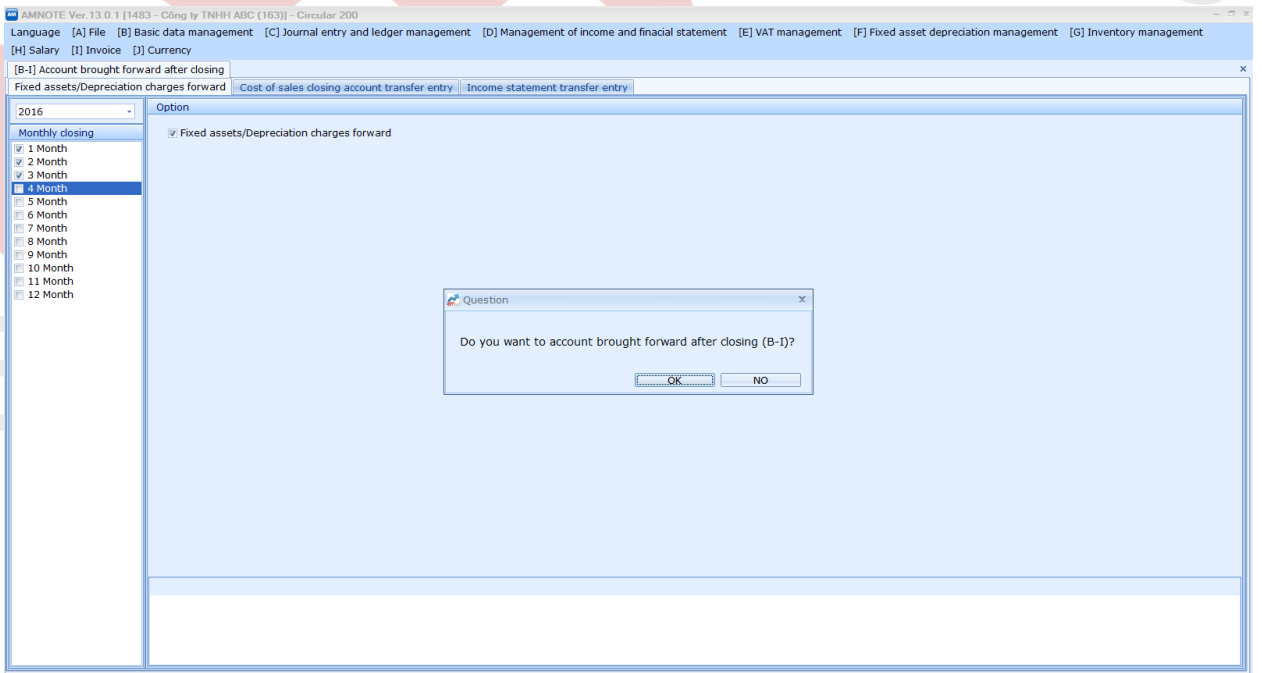 AMNOTE Ver.13.0.1 [1483 - Công ty TNHH ABC (163)] - Circular 200
Language [A] File [B] Basic data management [C] Journal entry and ledger management [D] Management of income and finacial statement [E] VAT management [F] Fixed asset depreciation management [G] Inventory management
[H] Salary [I] Invoice [J] Currency
[B-I] Account brought forward after closing
Fixed assets/Depreciation charges forward Cost of sales closing account transfer entry Income statement transfer entry
2016
Option
Monthly closing
Fixed assets/Depreciation charges forward
1 Month
2 Month
3 Month
4 Month
5 Month
6 Month
7 Month
8 Month
9 Month
10 Month
11 Month
12 Month
Question
Do you want to account brought forward after closing (B-I)?
OK NO